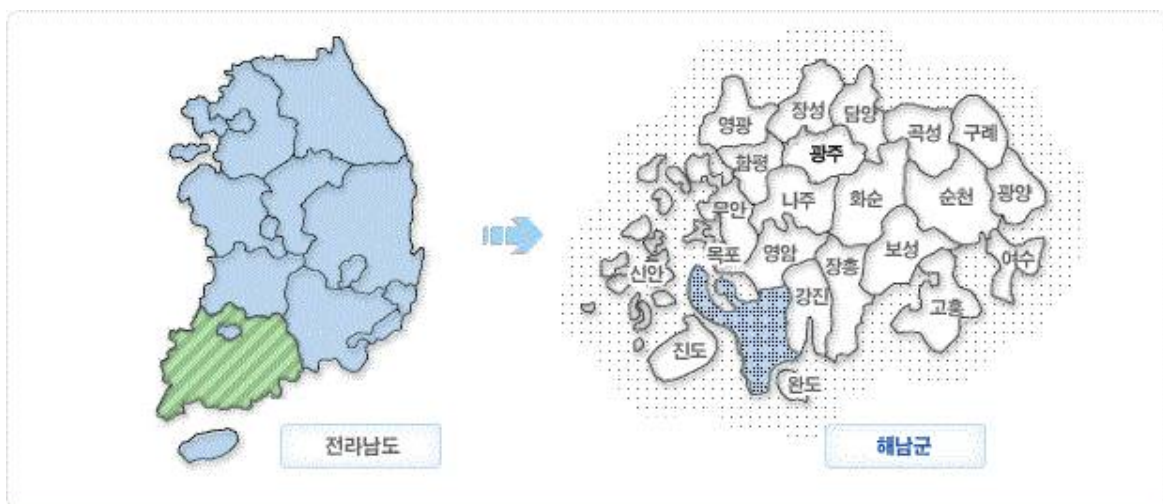 장성
담양
영광
곡성
구례
광주
함평
나주
화순
순천
광양
무안
목포
영암
보성
여수
신안
장흥
강진
고흥
진도
완도
전라남도
해남군